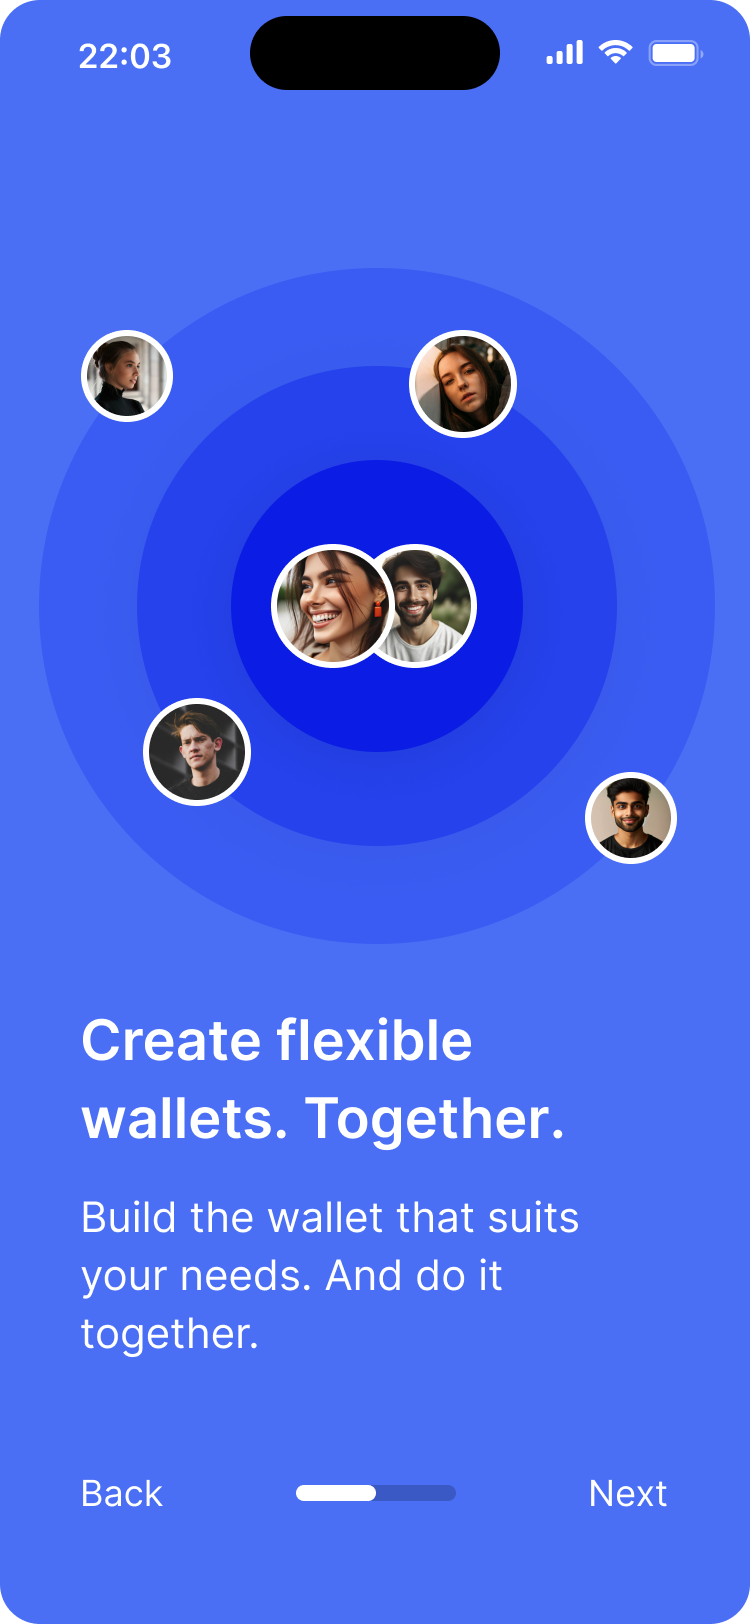 22:03
Create flexible
wallets. Together.
Build the wallet that suits
your needs. And do it
together.
Back
Next